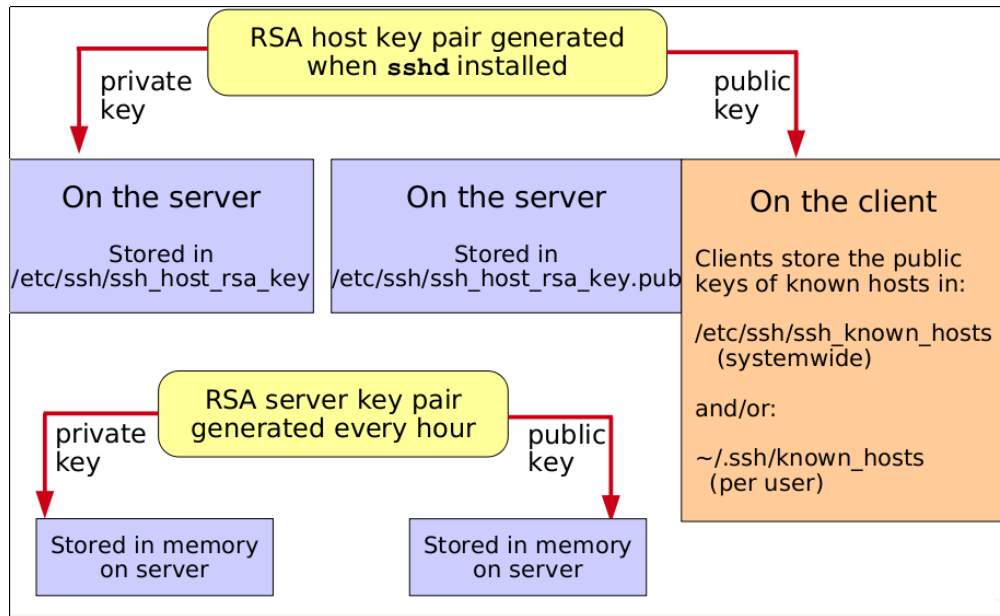 RSA host key pair generated
when sshd installed
private
key
public
key
On the server
Stored in
/etc/ssh/ssh_host_rsa_key
On the server
Stored in
/etc/ssh/ssh_host_rsa_key.pub
On the client
Clients store the public
keys of known hosts in:
/etc/ssh/ssh_known_hosts
(systemwide)
and/or:
~/.ssh/known_hosts
(per user)
RSA server key pair
generated every hour
private
key
public
key
Stored in memory
on server
Stored in memory
on server